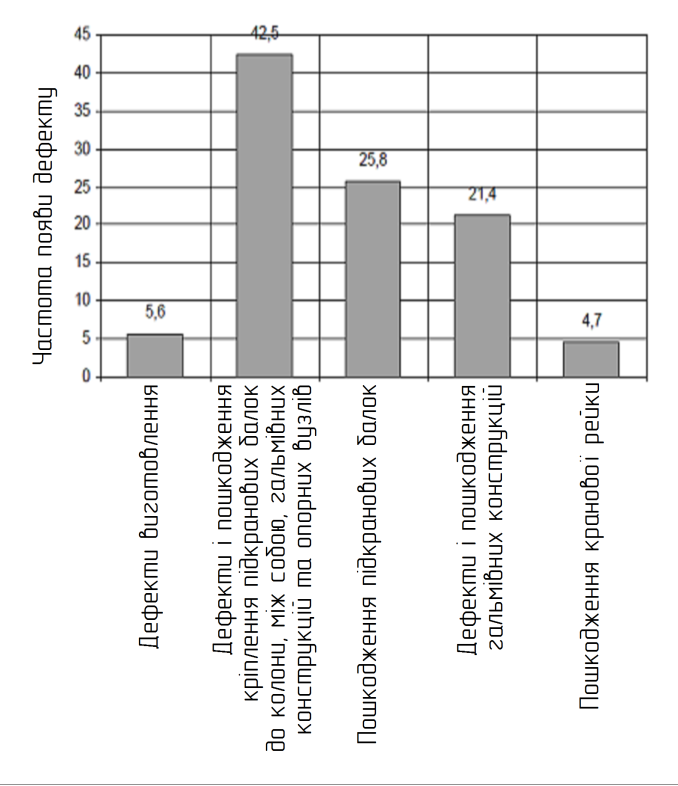 Частота появи дефекту
45
40
35
30
25
20
15
10
5
0
5,6
42,5
25,8
21,4
4,7
Дефекти виготовлення
Дефекти і пошкодження
кріплення підкранових балок
до колони, між собою, гальмівних
конструкцій та опорних вузлів
Пошкодження підкранових балок
Дефекти і пошкодження
гальмівних конструкцій
Пошкодження кранової рейки